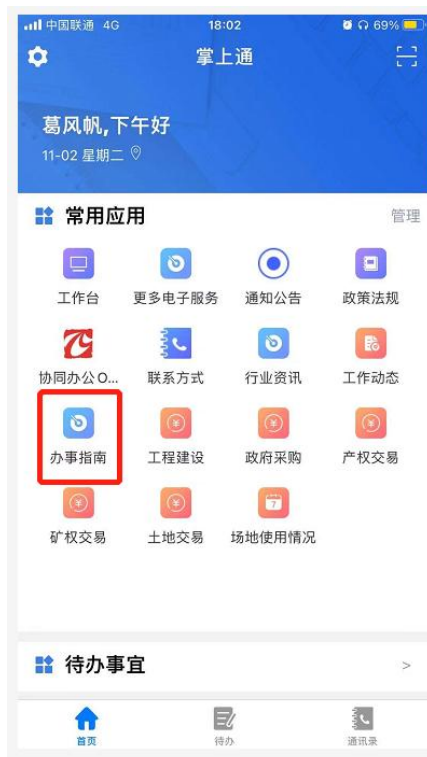 中国联通 4G 18:02 69%
掌上通
葛风帆,下午好
11-02 星期二
常用应用 管理
工作台 更多电子服务 通知公告 政策法规
协同办公O... 联系方式 行业资讯 工作动态
办事指南 工程建设 政府采购 产权交易
矿权交易 土地交易 场地使用情况
待办事宜 >
首页 待办 通讯录